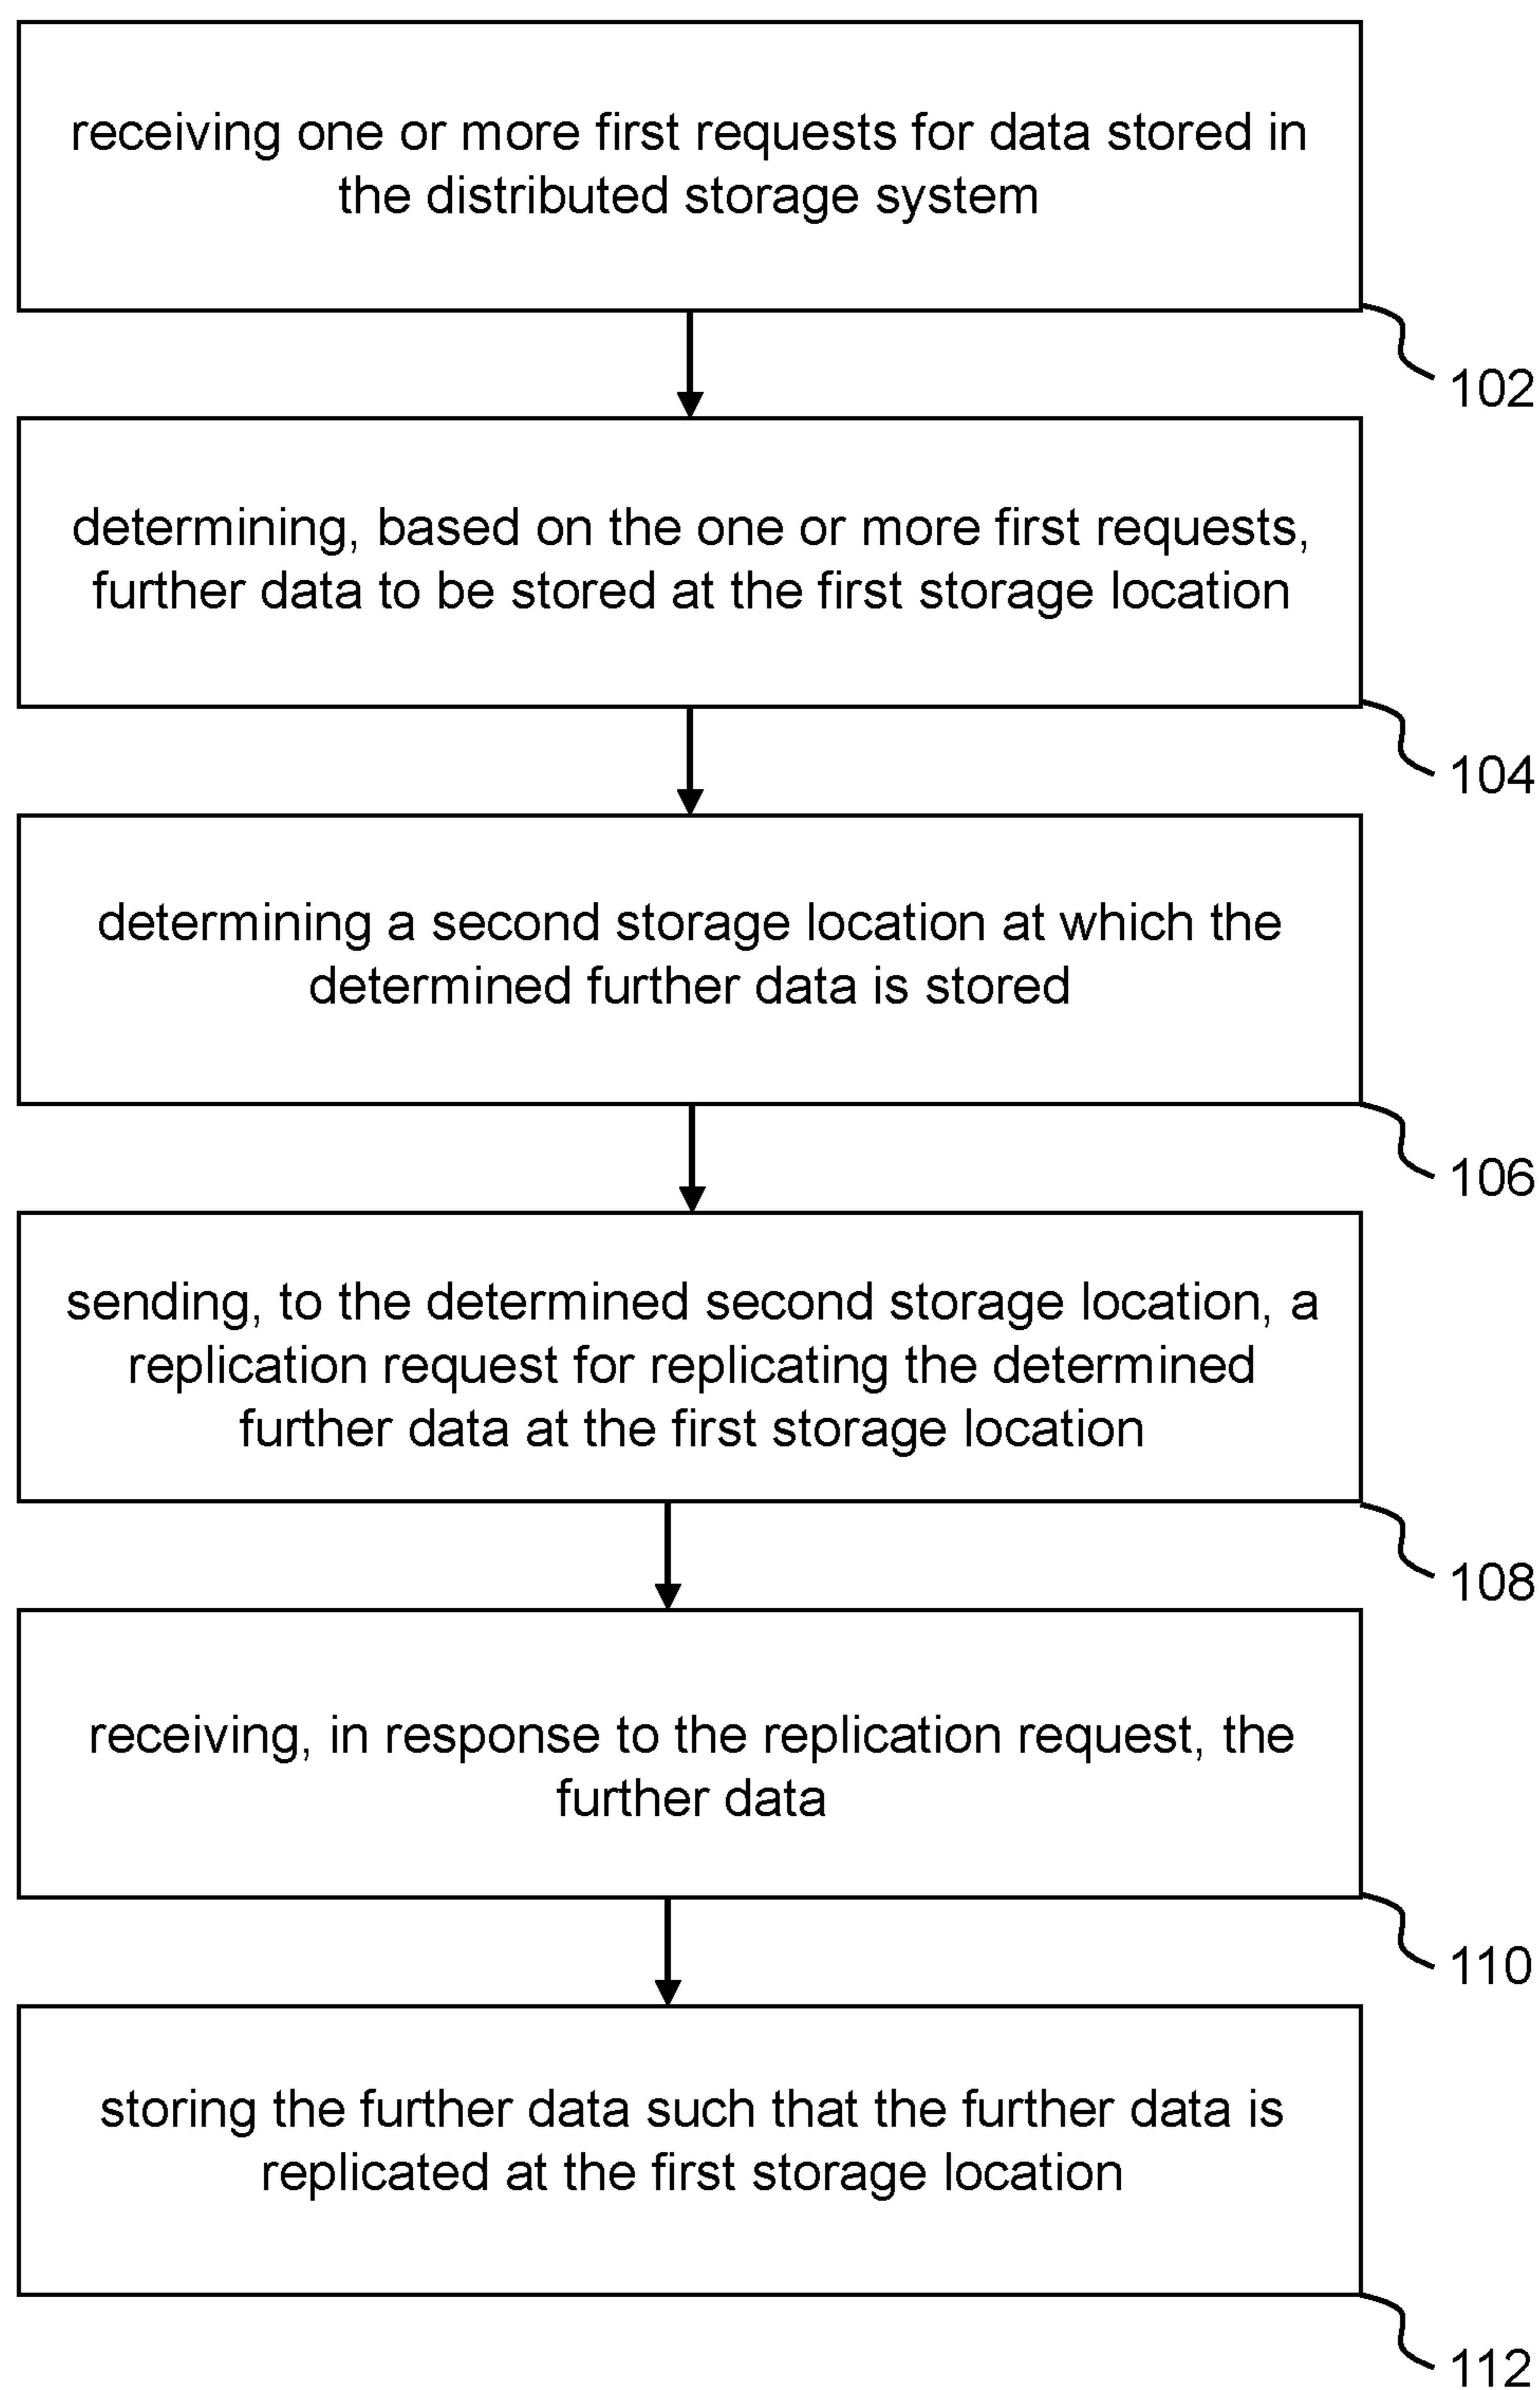 receiving one or more first requests for data stored in
the distributed storage system
102
determining, based on the one or more first requests,
further data to be stored at the first storage location
104
determining a second storage location at which the
determined further data is stored
106
sending, to the determined second storage location, a
replication request for replicating the determined
further data at the first storage location
108
receiving, in response to the replication request, the
further data
110
storing the further data such that the further data is
replicated at the first storage location
112